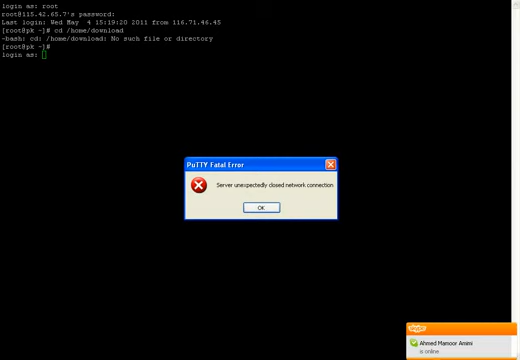 login as: root
root@115.42.65.7's password:
Last login: Wed May  4 15:19:20 2011 from 116.71.46.45
[root@pk ~]# cd /home/download
-bash: cd: /home/download: No such file or directory
[root@pk ~]#
login as:
PuTTY Fatal Error
Server unexpectedly closed network connection
OK
skype
Ahmed Mamoor Amimi
is online